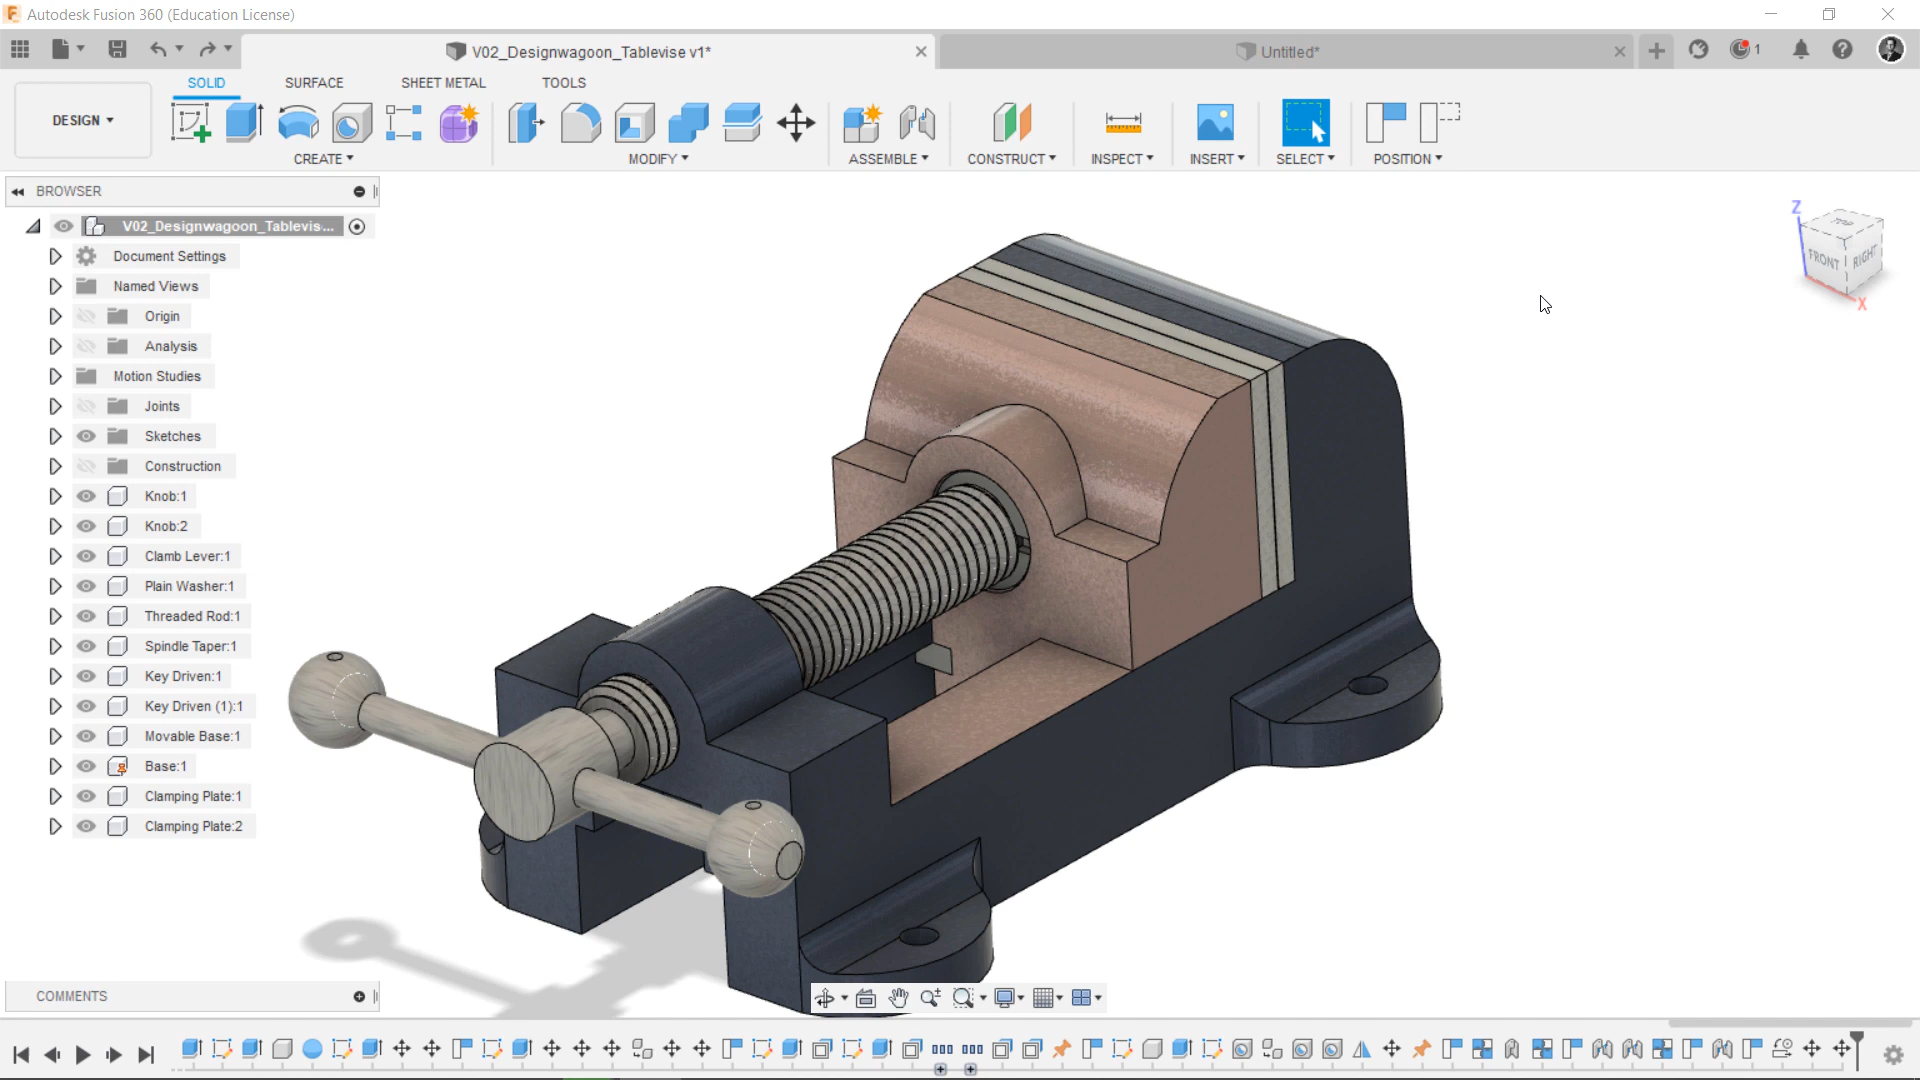 Autodesk Fusion 360 (Education License)
V02_Designwagoon_Tablevise v1*
Untitled*
1
DESIGN
SOLID
SURFACE
SHEET METAL
TOOLS
CREATE
MODIFY
ASSEMBLE
CONSTRUCT
INSPECT
INSERT
SELECT
POSITION
BROWSER
V02_Designwagoon_Tablevis...
Document Settings
Named Views
Origin
Analysis
Motion Studies
Joints
Sketches
Construction
Knob:1
Knob:2
Clamb Lever:1
Plain Washer:1
Threaded Rod:1
Spindle Taper:1
Key Driven:1
Key Driven (1):1
Movable Base:1
Base:1
Clamping Plate:1
Clamping Plate:2
Z
TOP
FRONT
RIGHT
X
COMMENTS